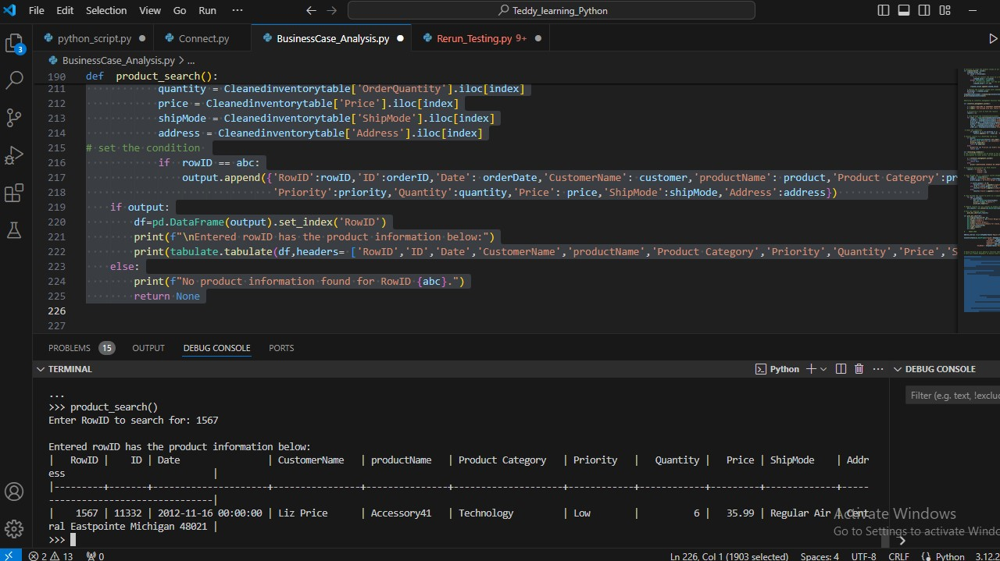 File Edit Selection View Go Run ··· Teddy_learning_Python
3
python_script.py Connect.py BusinessCase_Analysis.py Rerun_Testing.py 9+
BusinessCase_Analysis.py > ...
190 def product_search():
211 quantity = Cleanedinventorytable['OrderQuantity'].iloc[index]
212 price = Cleanedinventorytable['Price'].iloc[index]
213 shipMode = Cleanedinventorytable['ShipMode'].iloc[index]
214 address = Cleanedinventorytable['Address'].iloc[index]
215 # set the condition
216 if rowID == abc:
217 output.append({'RowID':rowID,'ID':orderID,'Date': orderDate,'CustomerName': customer,'productName': product,'Product Category':pr
218 'Priority':priority,'Quantity':quantity,'Price': price,'ShipMode':shipMode,'Address':address})
219 if output:
220 df=pd.DataFrame(output).set_index('RowID')
221 print(f"\nEntered rowID has the product information below:")
222 print(tabulate.tabulate(df,headers= ['RowID','ID','Date','CustomerName','productName','Product Category','Priority','Quantity','Price','S
223 else:
224 print(f"No product information found for RowID {abc}.")
225 return None
226
227
PROBLEMS 15 OUTPUT DEBUG CONSOLE PORTS
TERMINAL Python ··· DEBUG CONSOLE
Filter (e.g. text, !exclu
...
>>> product_search()
Enter RowID to search for: 1567
Entered rowID has the product information below:
| RowID | ID | Date | CustomerName | productName | Product Category | Priority | Quantity | Price | ShipMode | Addr
ess |
|---------+-------+---------------------+----------------+---------------+--------------------+------------+------------+---------+-------------+-----
----------------------------|
| 1567 | 11332 | 2012-11-16 00:00:00 | Liz Price | Accessory41 | Technology | Low | 6 | 35.99 | Regular Air | Cent
ral Eastpointe Michigan 48021 |
>>>
Activate Windows
Go to Settings to activate Windo
2 13 0 Ln 226, Col 1 (1903 selected) Spaces: 4 UTF-8 CRLF {} Python 3.12.2